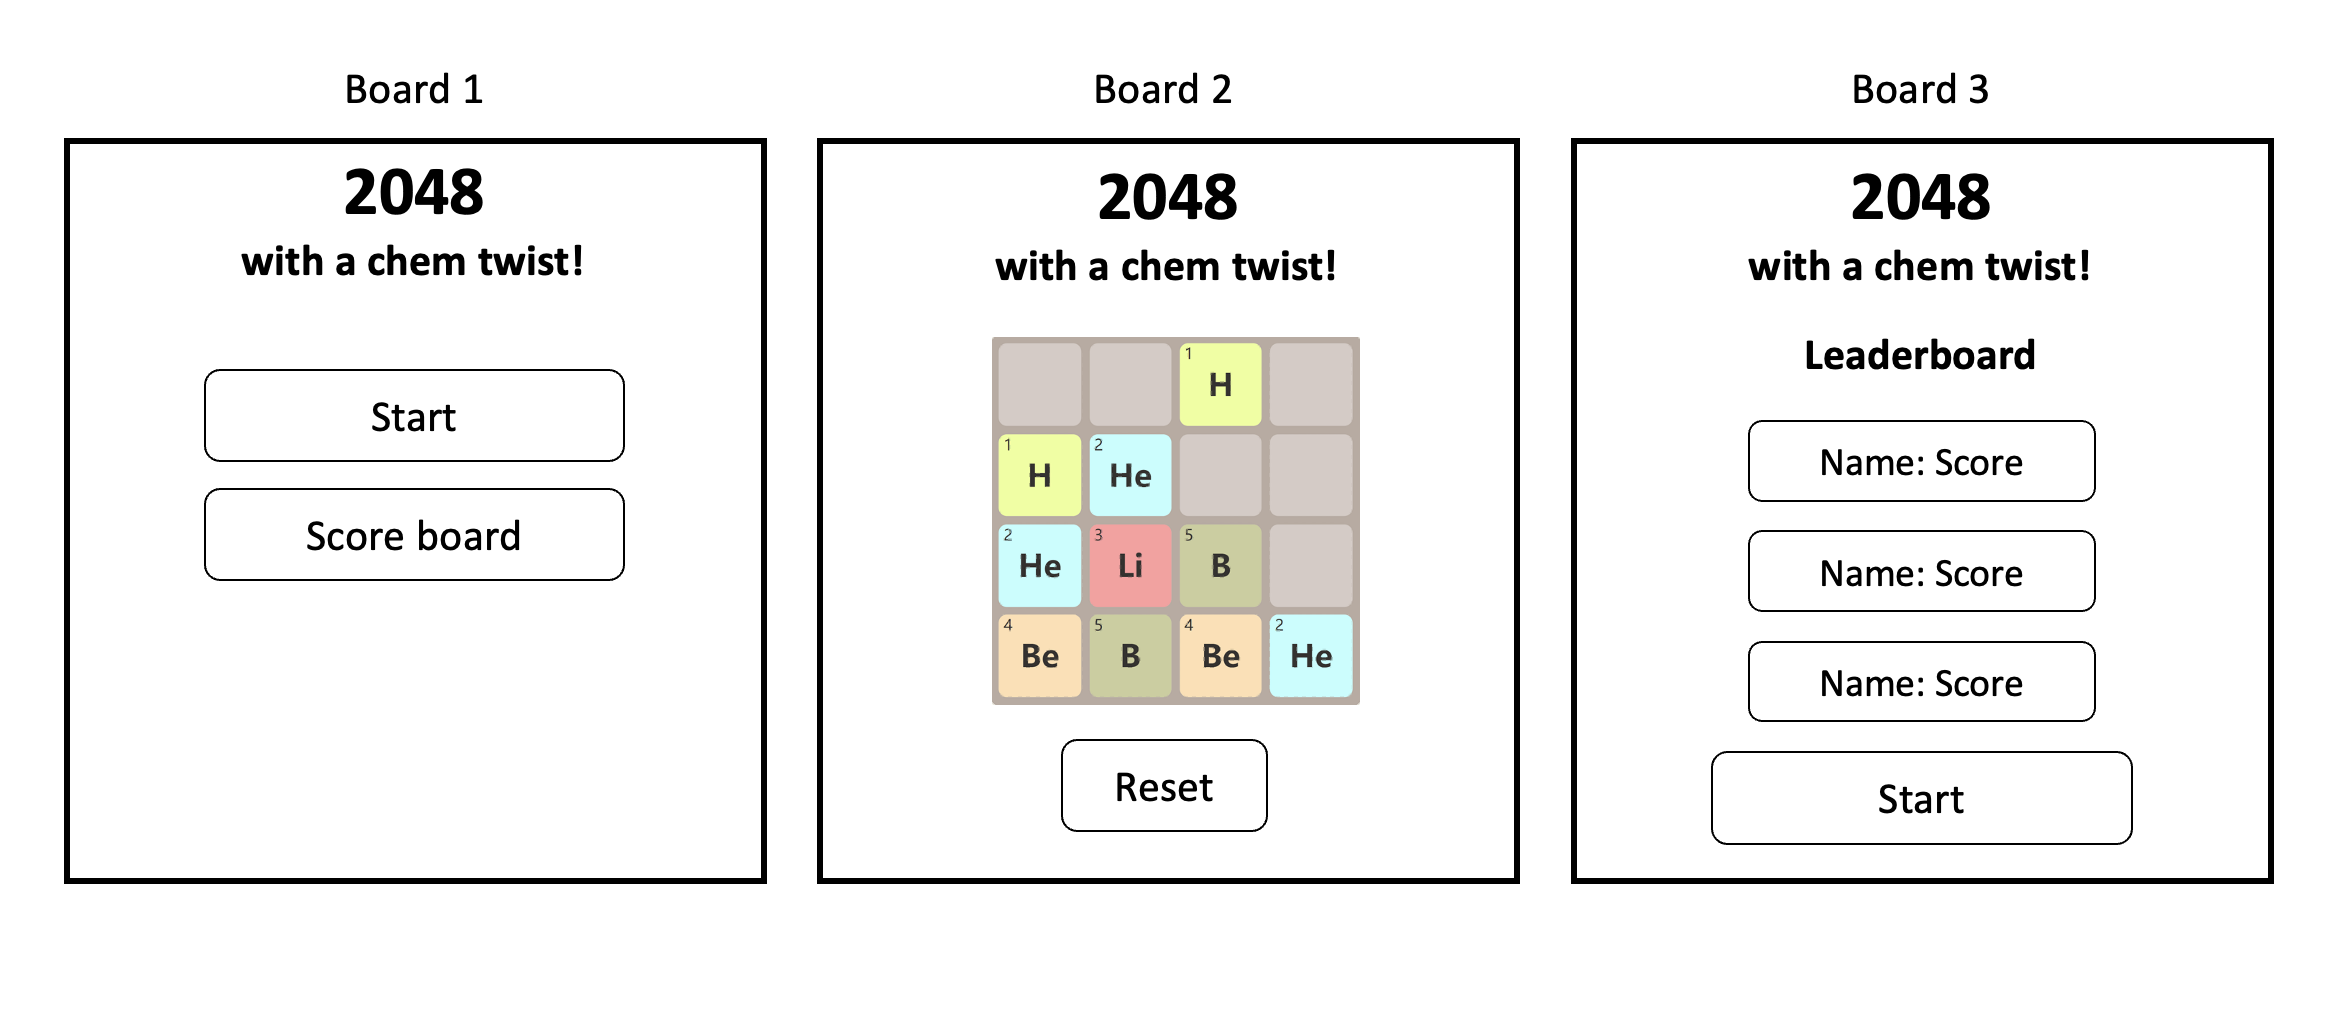 Board 1
2048
with a chem twist!
Start
Score board
Board 2
2048
with a chem twist!
1
H
1 2
H He
2 3 5
He Li B
4 5 4 2
Be B Be He
Reset
Board 3
2048
with a chem twist!
Leaderboard
Name: Score
Name: Score
Name: Score
Start